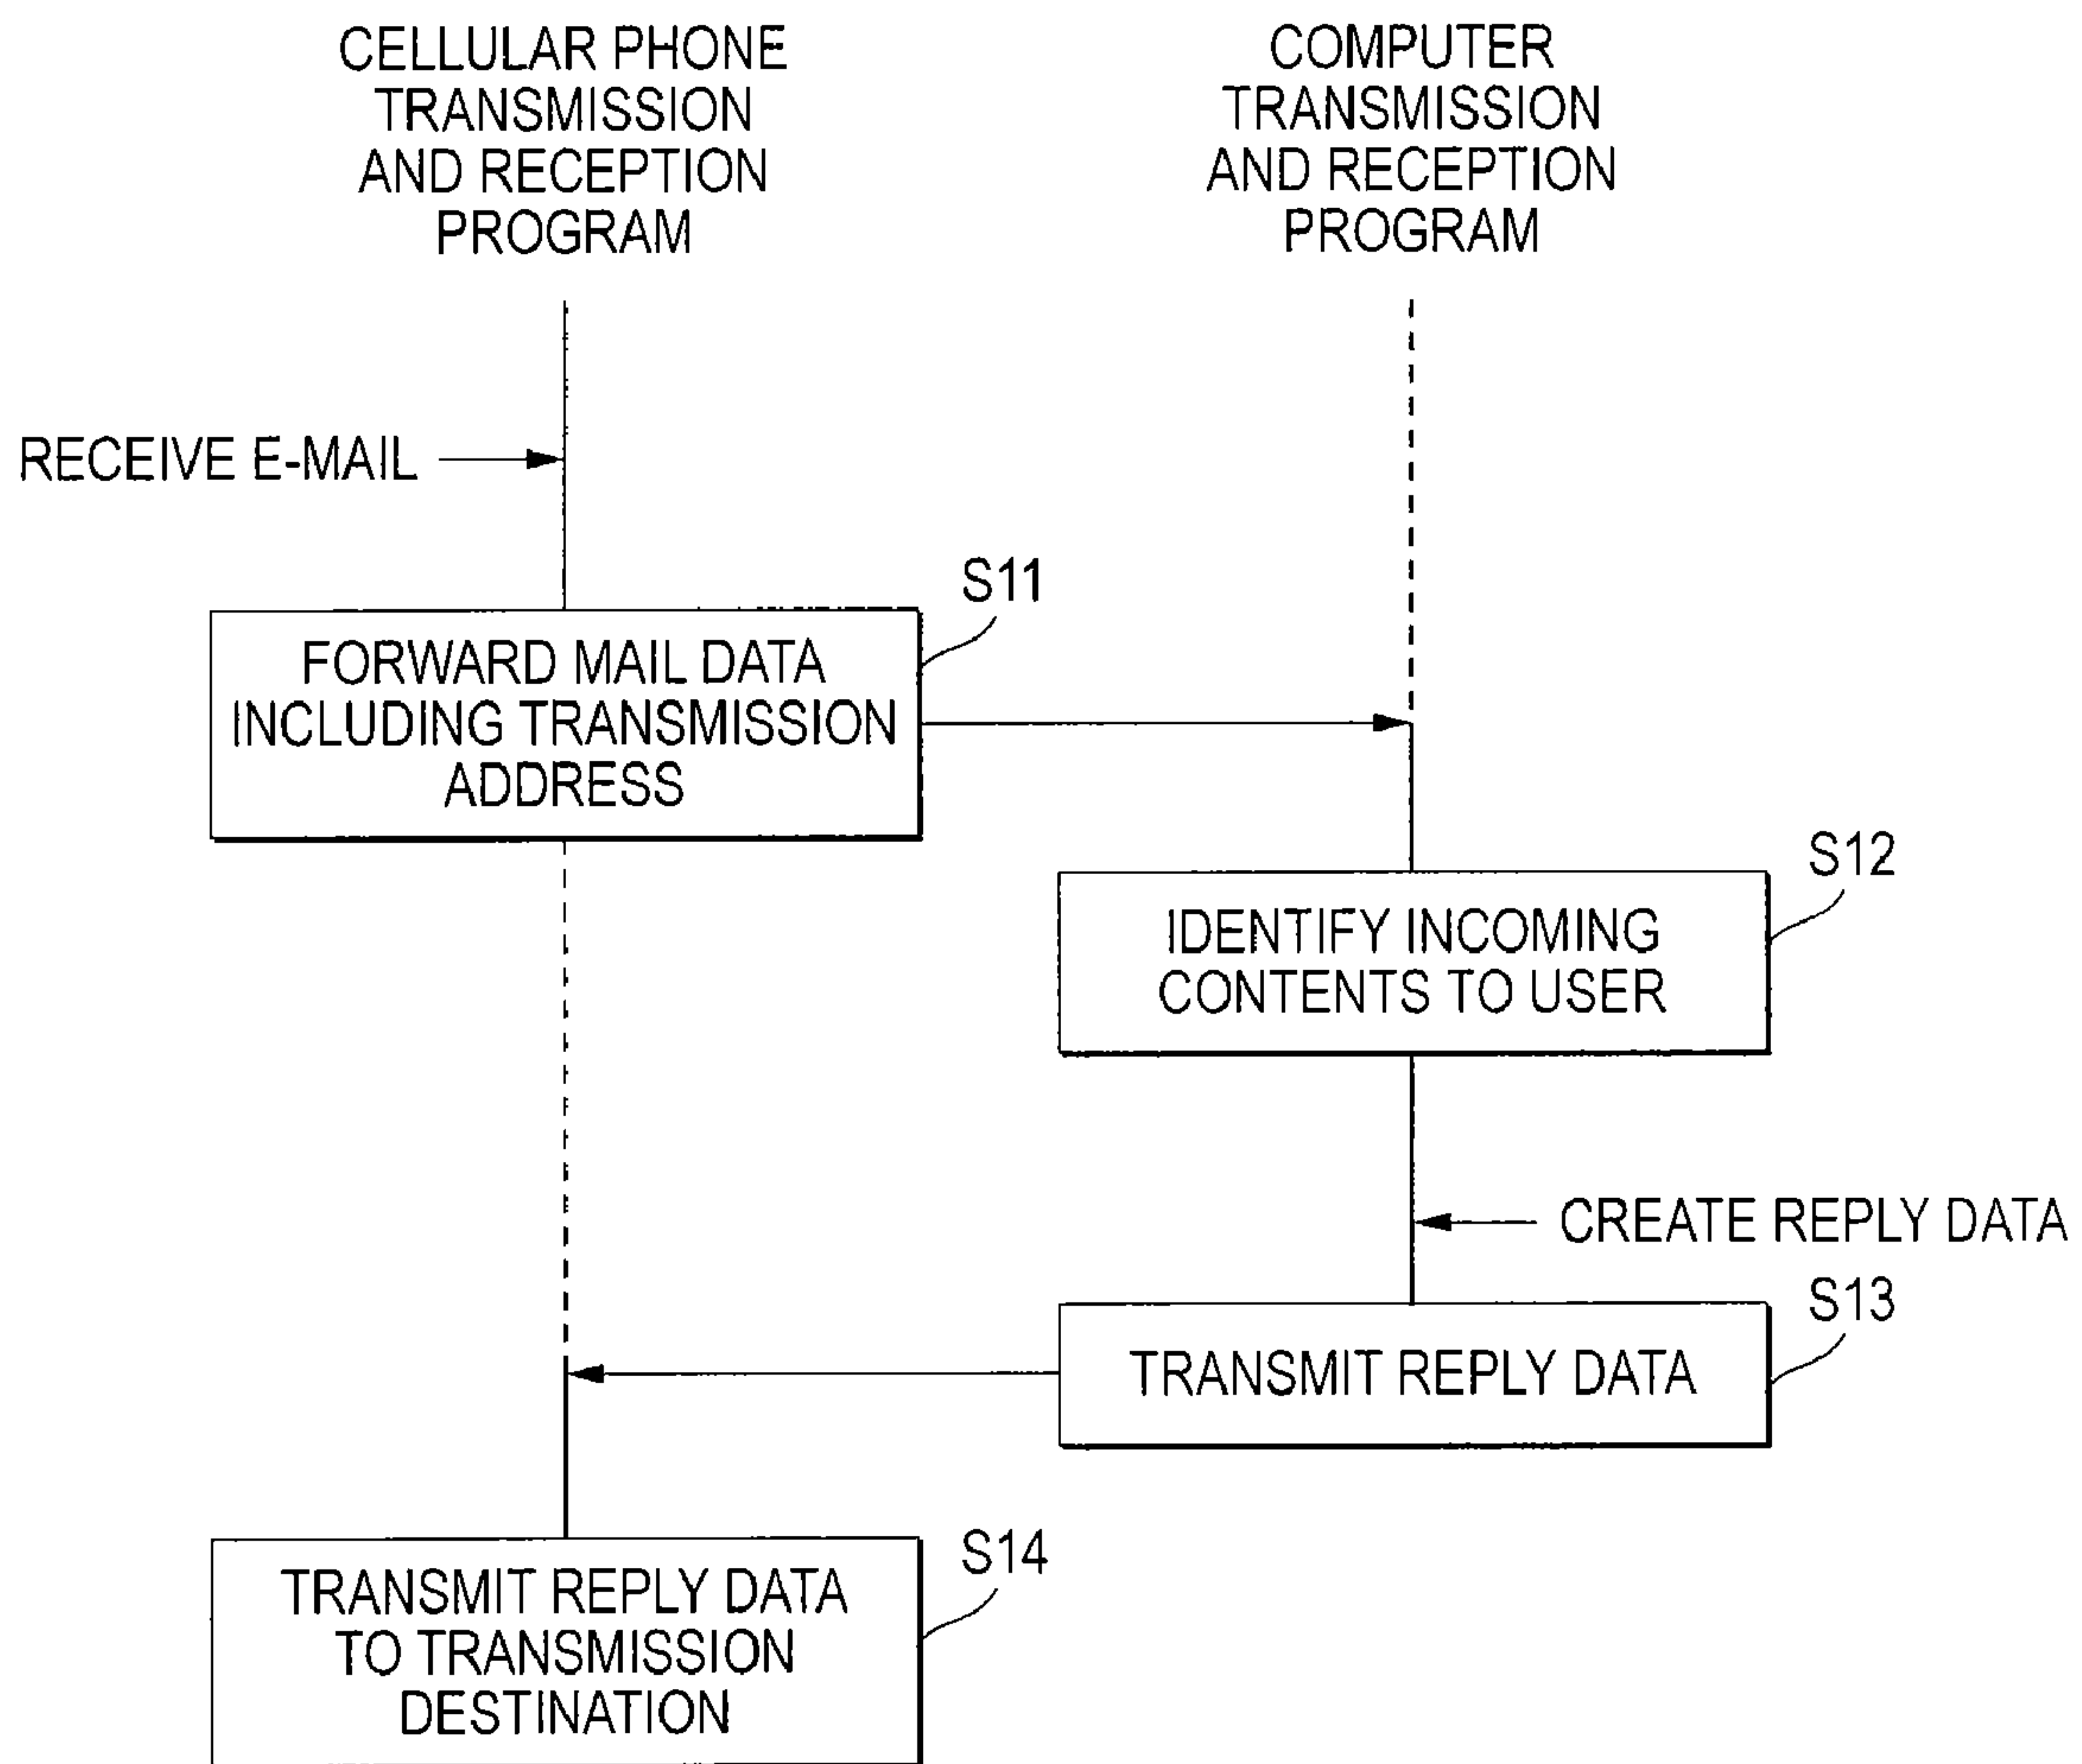 CELLULAR PHONE
TRANSMISSION
AND RECEPTION
PROGRAM
COMPUTER
TRANSMISSION
AND RECEPTION
PROGRAM
RECEIVE E-MAIL
S11
FORWARD MAIL DATA
INCLUDING TRANSMISSION
ADDRESS
S12
IDENTIFY INCOMING
CONTENTS TO USER
CREATE REPLY DATA
S13
TRANSMIT REPLY DATA
S14
TRANSMIT REPLY DATA
TO TRANSMISSION
DESTINATION